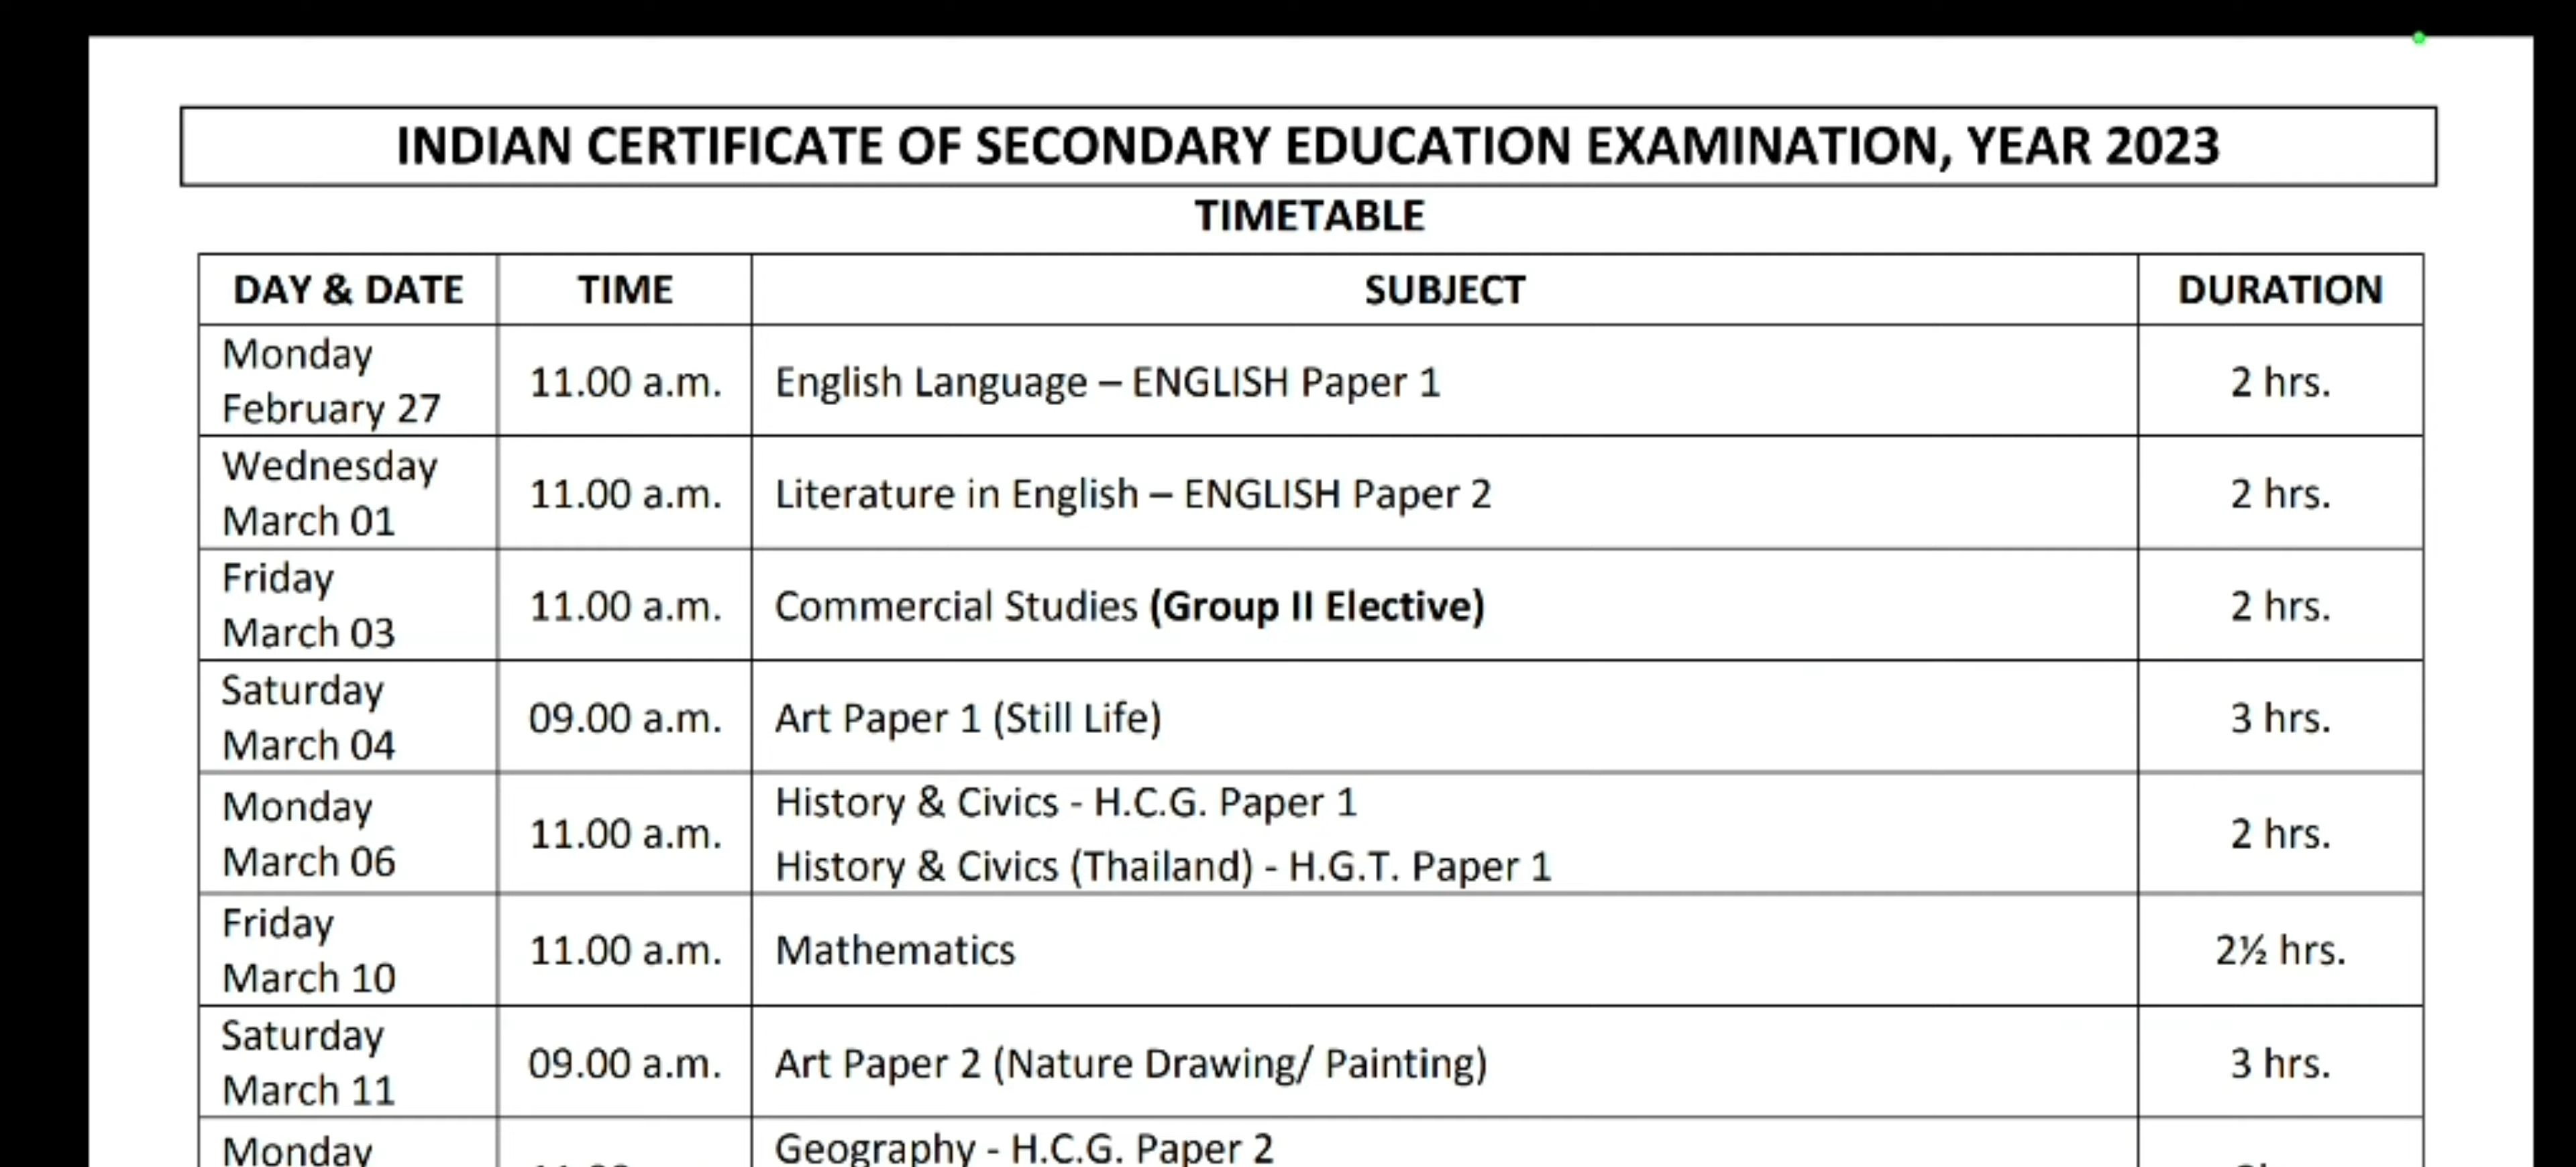 INDIAN CERTIFICATE OF SECONDARY EDUCATION EXAMINATION, YEAR 2023
TIMETABLE
DAY & DATE TIME SUBJECT DURATION
Monday
February 27
11.00 a.m. English Language – ENGLISH Paper 1 2 hrs.
Wednesday
March 01
11.00 a.m. Literature in English – ENGLISH Paper 2 2 hrs.
Friday
March 03
11.00 a.m. Commercial Studies (Group II Elective) 2 hrs.
Saturday
March 04
09.00 a.m. Art Paper 1 (Still Life) 3 hrs.
Monday
March 06
11.00 a.m.
History & Civics - H.C.G. Paper 1
History & Civics (Thailand) - H.G.T. Paper 1
2 hrs.
Friday
March 10
11.00 a.m. Mathematics 2½ hrs.
Saturday
March 11
09.00 a.m. Art Paper 2 (Nature Drawing/ Painting) 3 hrs.
Monday
Geography - H.C.G. Paper 2